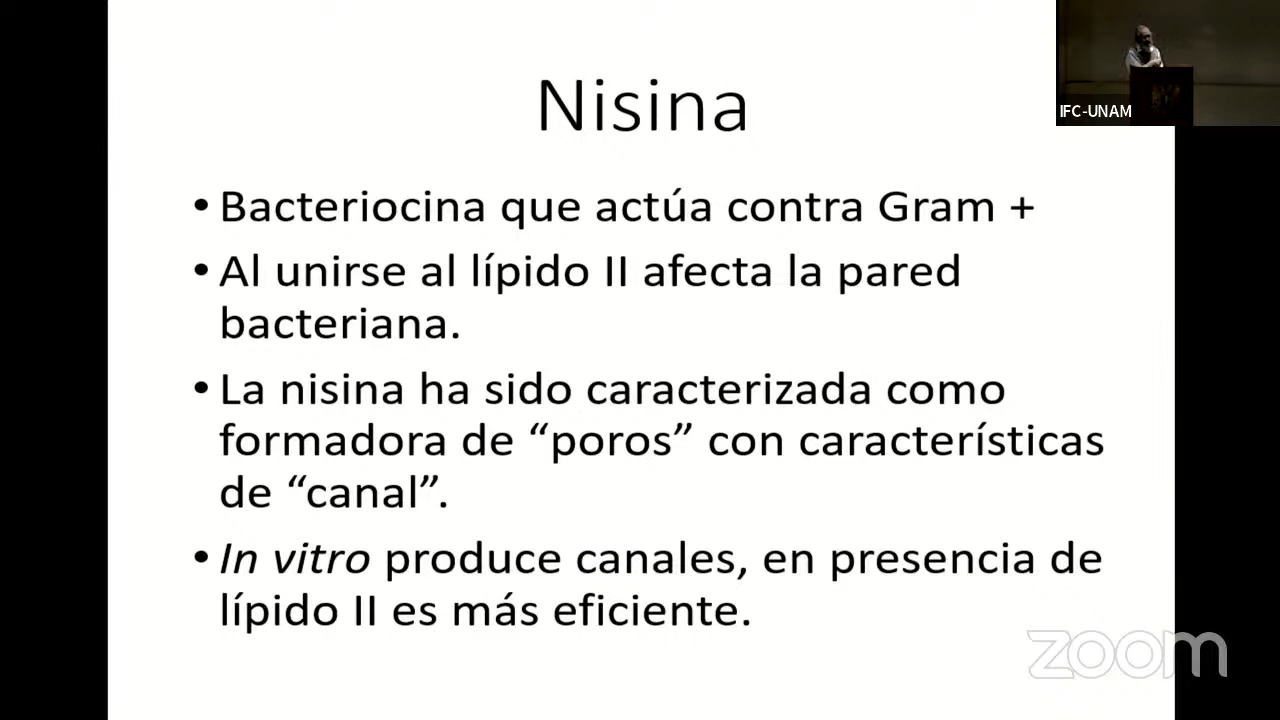 Nisina
IFC-UNAM
•Bacteriocina que actúa contra Gram +
•Al unirse al lípido II afecta la pared
bacteriana.
•La nisina ha sido caracterizada como
formadora de “poros” con características
de “canal”.
•In vitro produce canales, en presencia de
lípido II es más eficiente.
zoom